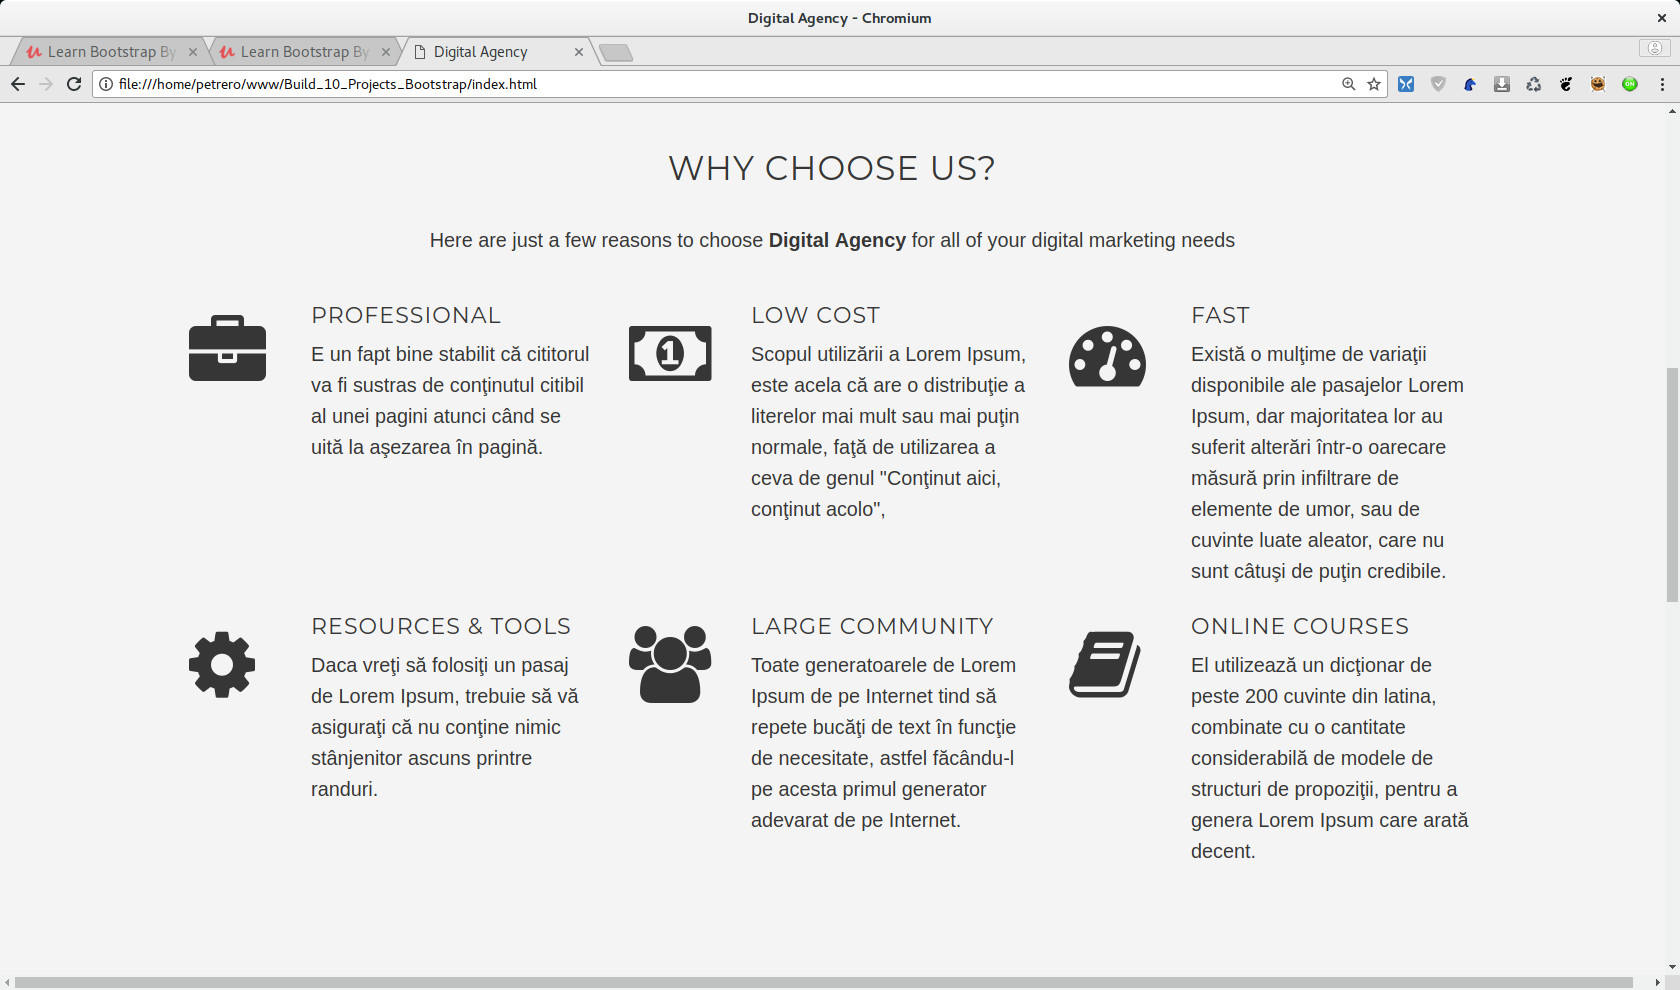 Digital Agency - Chromium
Learn Bootstrap By
Learn Bootstrap By
Digital Agency
file:///home/petrero/www/Build_10_Projects_Bootstrap/index.html
WHY CHOOSE US?
Here are just a few reasons to choose Digital Agency for all of your digital marketing needs
PROFESSIONAL
E un fapt bine stabilit că cititorul
va fi sustras de conţinutul citibil
al unei pagini atunci când se
uită la aşezarea în pagină.
1
LOW COST
Scopul utilizării a Lorem Ipsum,
este acela că are o distribuţie a
literelor mai mult sau mai puţin
normale, faţă de utilizarea a
ceva de genul "Conţinut aici,
conţinut acolo",
FAST
Există o mulţime de variaţii
disponibile ale pasajelor Lorem
Ipsum, dar majoritatea lor au
suferit alterări într-o oarecare
măsură prin infiltrare de
elemente de umor, sau de
cuvinte luate aleator, care nu
sunt câtuşi de puţin credibile.
RESOURCES & TOOLS
Daca vreţi să folosiţi un pasaj
de Lorem Ipsum, trebuie să vă
asiguraţi că nu conţine nimic
stânjenitor ascuns printre
randuri.
LARGE COMMUNITY
Toate generatoarele de Lorem
Ipsum de pe Internet tind să
repete bucăţi de text în funcţie
de necesitate, astfel făcându-l
pe acesta primul generator
adevarat de pe Internet.
ONLINE COURSES
El utilizează un dicţionar de
peste 200 cuvinte din latina,
combinate cu o cantitate
considerabilă de modele de
structuri de propoziţii, pentru a
genera Lorem Ipsum care arată
decent.